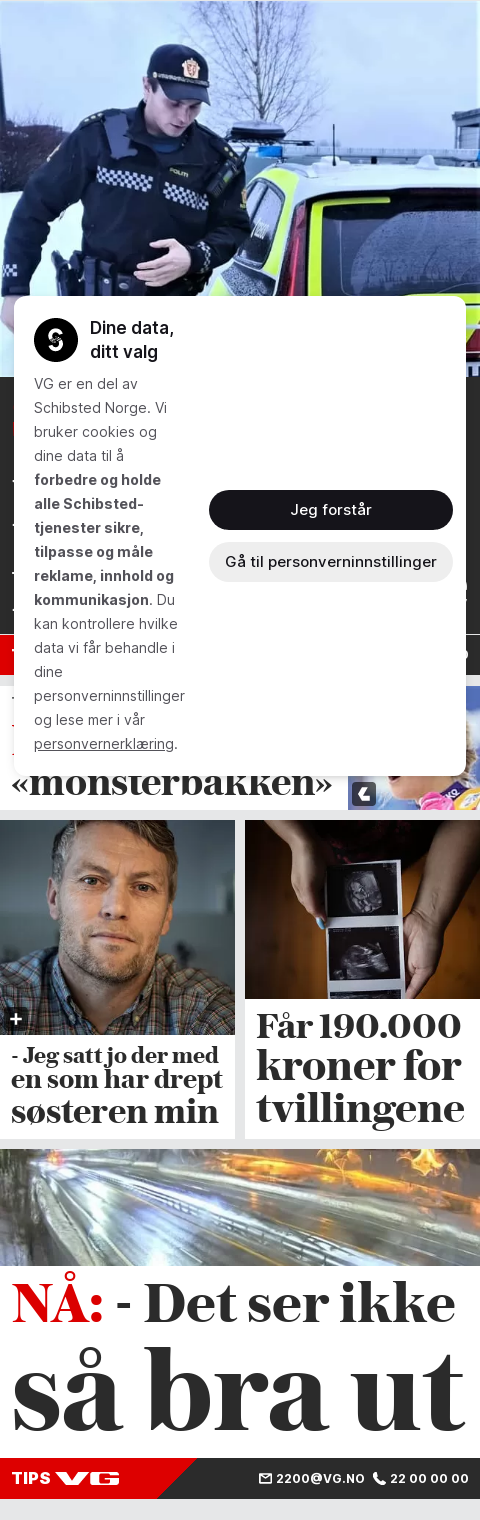 POLITI
Dine data,
ditt valg
VG er en del av
Schibsted Norge. Vi
bruker cookies og
dine data til å
forbedre og holde
alle Schibsted-
tjenester sikre,
tilpasse og måle
reklame, innhold og
kommunikasjon. Du
kan kontrollere hvilke
data vi får behandle i
dine
personverninnstillinger
og lese mer i vår
personvernerklæring.
Jeg forstår
Gå til personverninnstillinger
«monsterbakken»
- Jeg satt jo der med
en som har drept
søsteren min
Får 190.000
kroner for
tvillingene
NÅ: - Det ser ikke
så bra ut
TIPS VG 2200@VG.NO 22 00 00 00